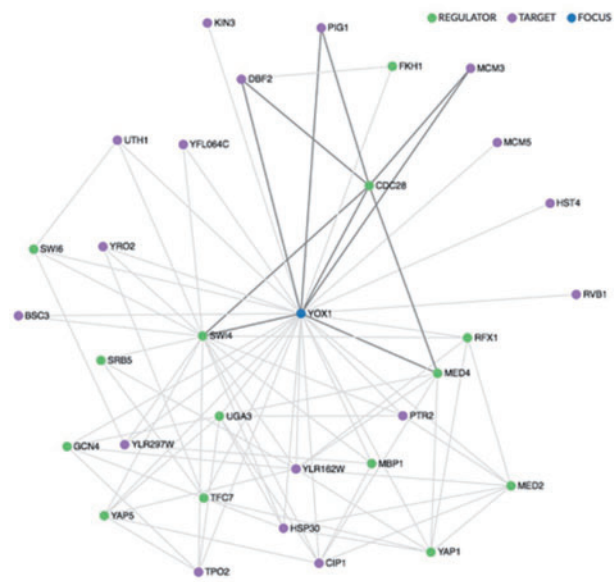 KIN3
PIG1
REGULATOR TARGET FOCUS
FKH1
MCM3
DBF2
UTH1
YFL064C
MCM5
CDC28
HST4
SWI6
YRO2
RVB1
BSC3
YOX1
SWI4
RFX1
SRB5
MED4
UGA3
PTR2
GCN4
YLR297W
YLR162W
MBP1
MED2
TFC7
YAP5
HSP30
YAP1
CIP1
TPO2